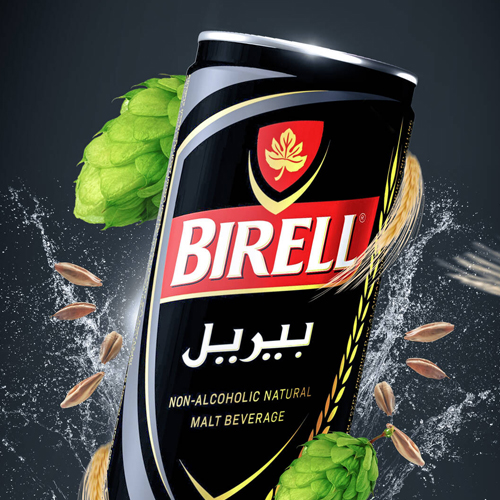 BIRELL®
بيريل
NON-ALCOHOLIC NATURAL
MALT BEVERAGE